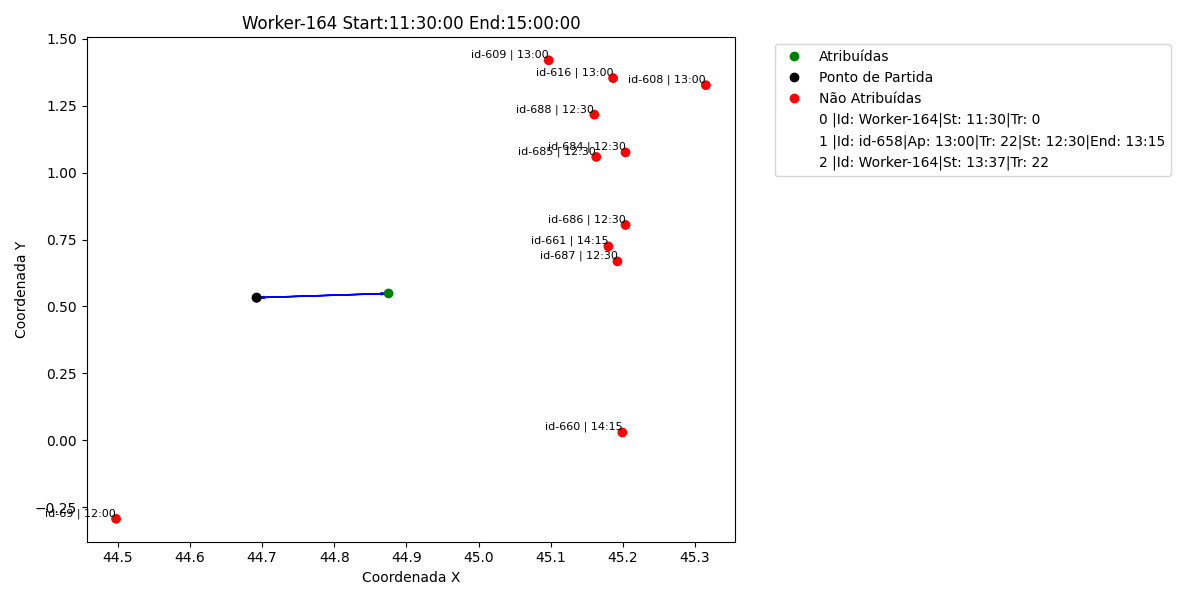 Worker-164 Start:11:30:00 End:15:00:00
1.50
1.25
1.00
0.75
0.50
0.25
0.00
−0.25
Coordenada Y
id-609 | 13:00
id-616 | 13:00
id-608 | 13:00
id-688 | 12:30
id-684 | 12:30
id-685 | 12:30
id-686 | 12:30
id-661 | 14:15
id-687 | 12:30
id-660 | 14:15
id-69 | 12:00
44.5 44.6 44.7 44.8 44.9 45.0 45.1 45.2 45.3
Coordenada X
Atribuídas
Ponto de Partida
Não Atribuídas
0 |Id: Worker-164|St: 11:30|Tr: 0
1 |Id: id-658|Ap: 13:00|Tr: 22|St: 12:30|End: 13:15
2 |Id: Worker-164|St: 13:37|Tr: 22